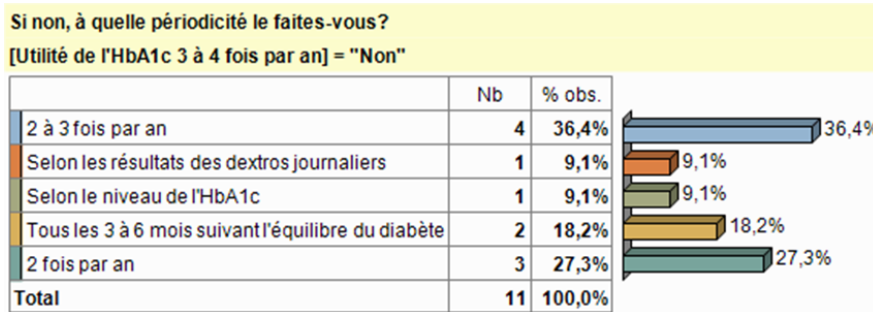 Si non, à quelle périodicité le faites-vous?
[Utilité de l'HbA1c 3 à 4 fois par an] = "Non"
Nb % obs.
2 à 3 fois par an 4 36,4% 36,4%
Selon les résultats des dextros journaliers 1 9,1% 9,1%
Selon le niveau de l'HbA1c 1 9,1% 9,1%
Tous les 3 à 6 mois suivant l'équilibre du diabète 2 18,2% 18,2%
2 fois par an 3 27,3% 27,3%
Total 11 100,0%